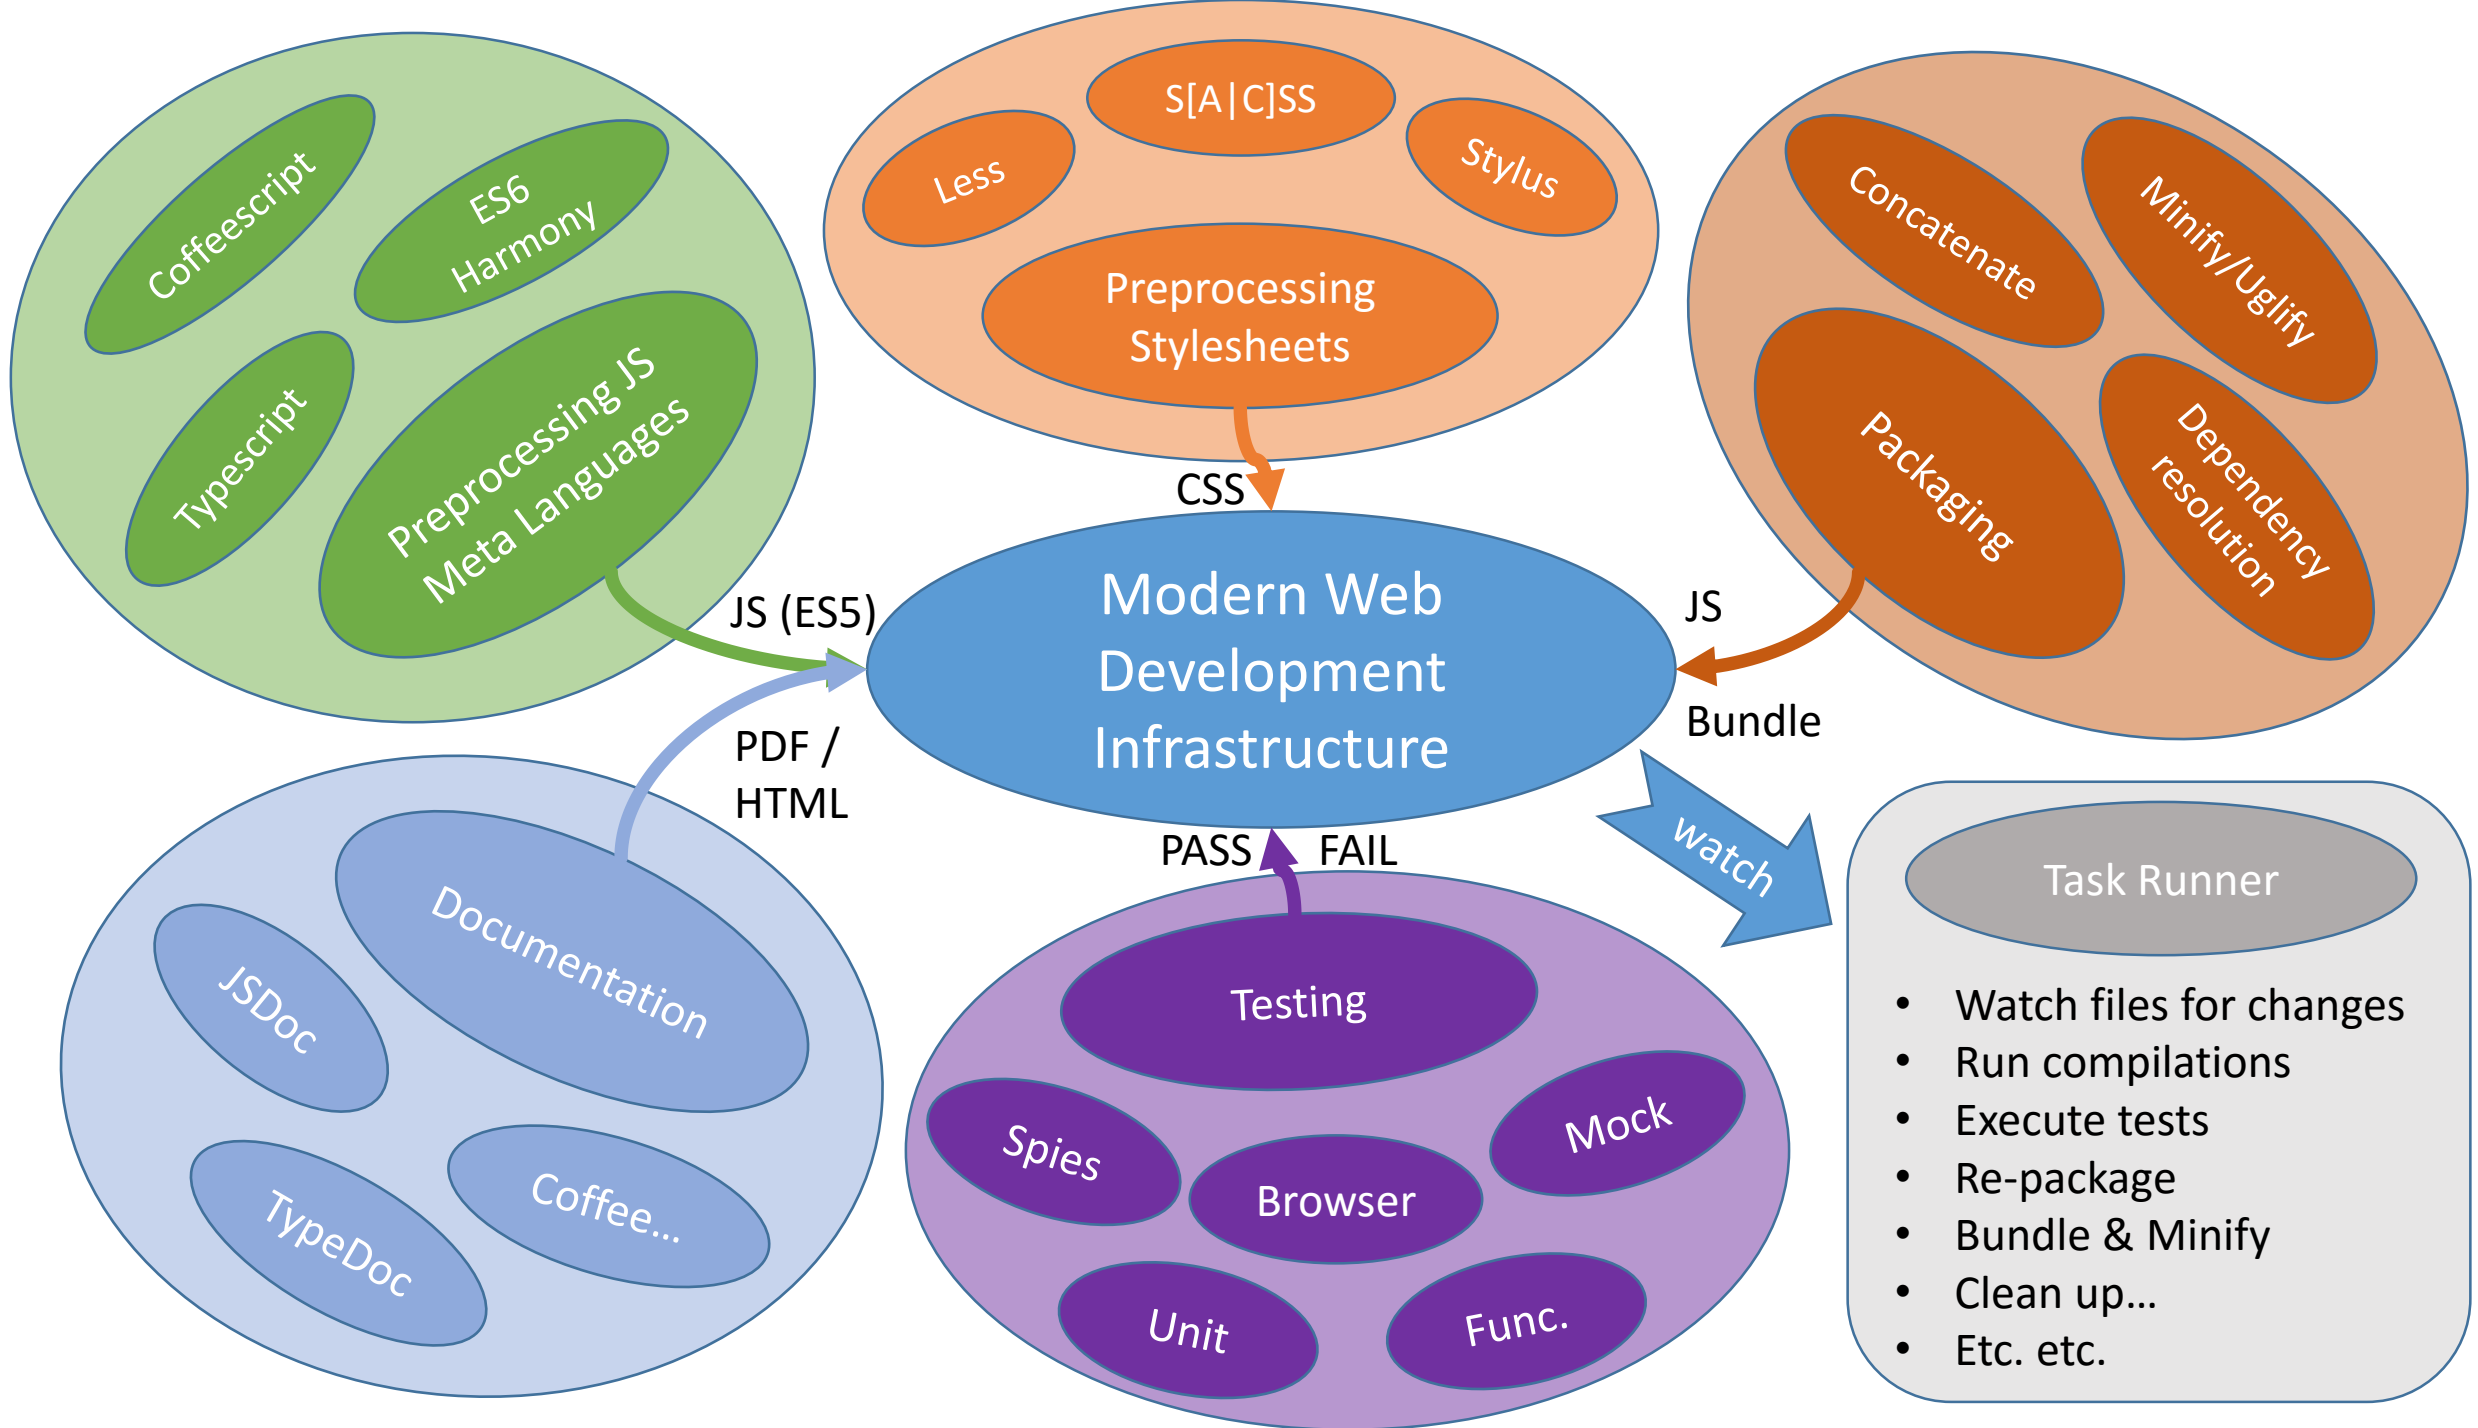 Coffeescript
ES6
Harmony
Typescript
Preprocessing JS
Meta Languages
JS (ES5)
Less
S[A|C]SS
Stylus
Preprocessing
Stylesheets
CSS
Concatenate
Minify/Uglify
Packaging
Dependency
resolution
JS
Bundle
Modern Web
Development
Infrastructure
PDF /
HTML
Documentation
JSDoc
TypeDoc
Coffee...
PASS FAIL
Testing
Spies
Mock
Browser
Unit
Func.
watch
Task Runner
• Watch files for changes
• Run compilations
• Execute tests
• Re-package
• Bundle & Minify
• Clean up...
• Etc. etc.